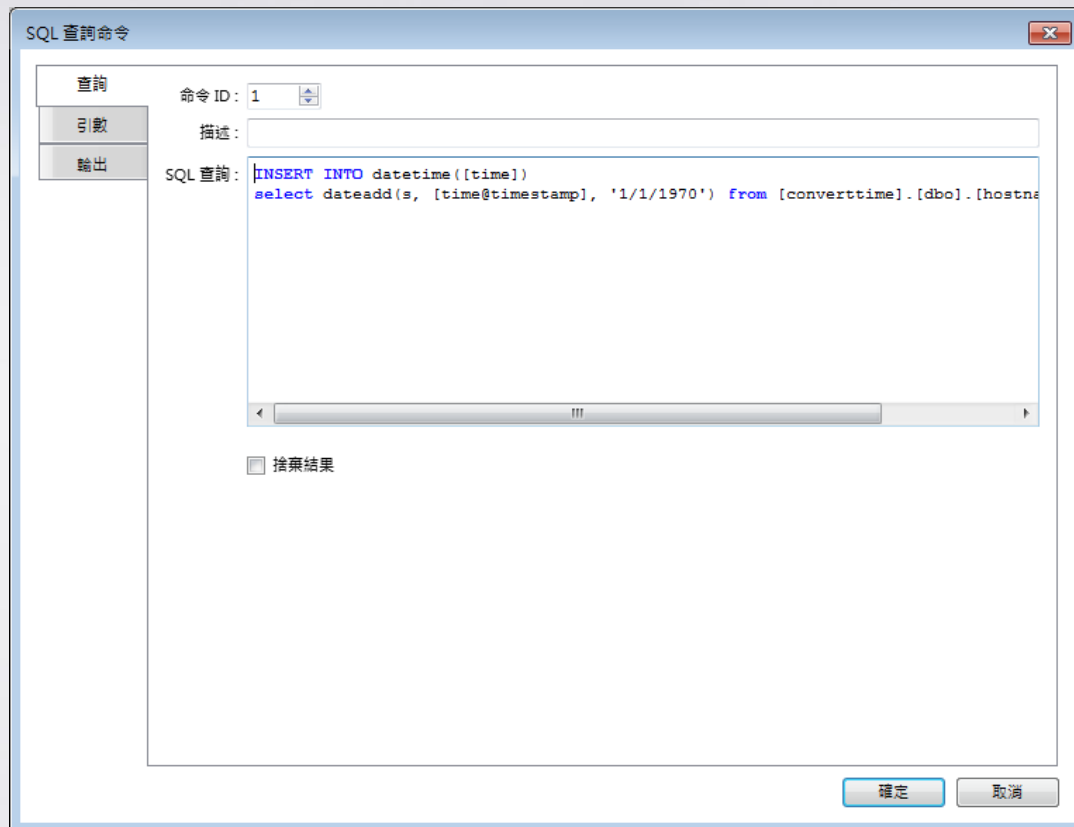 SQL 查詢命令
查詢
引數
輸出
命令 ID : 1
描述 :
SQL 查詢 :
INSERT INTO datetime([time])
select dateadd(s, [time@timestamp], '1/1/1970') from [converttime].[dbo].[hostna
捨棄結果
確定
取消